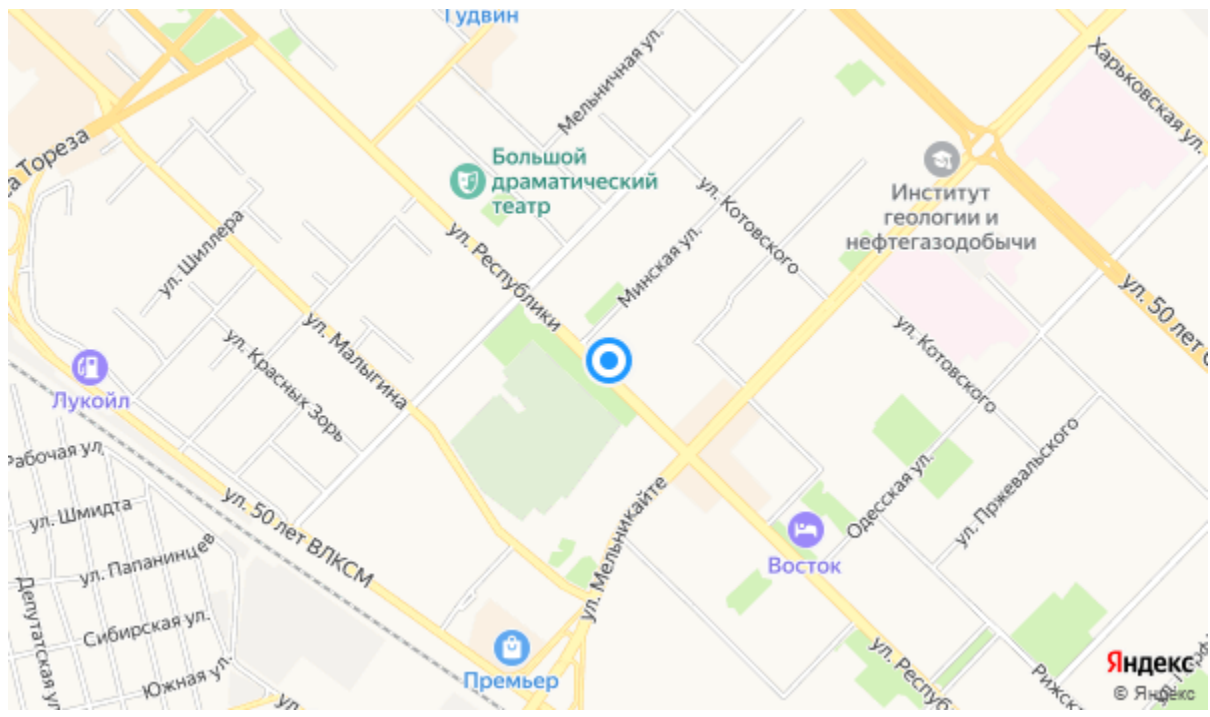 Гудвин
Мельничная ул.
Харьковская ул.
Тореза
Большой
драматический
театр
Институт
геологии и
нефтегазодобычи
ул. Котовского
ул. Шиллера
ул. Республики
Минская ул.
ул. 50 лет
ул. Малыгина
ул. Котовского
ул. Красных Зорь
Лукойл
Рабочая ул
ул. Пржевальского
Одесская ул.
ул. Шмидта
ул. 50 лет ВЛКСМ
ул. Мельникайте
Восток
ул. Папанинцев
Депутатская ул.
Сибирская ул.
Премьер
Южная ул.
ул.
ул.
Яндекс
© Яндекс